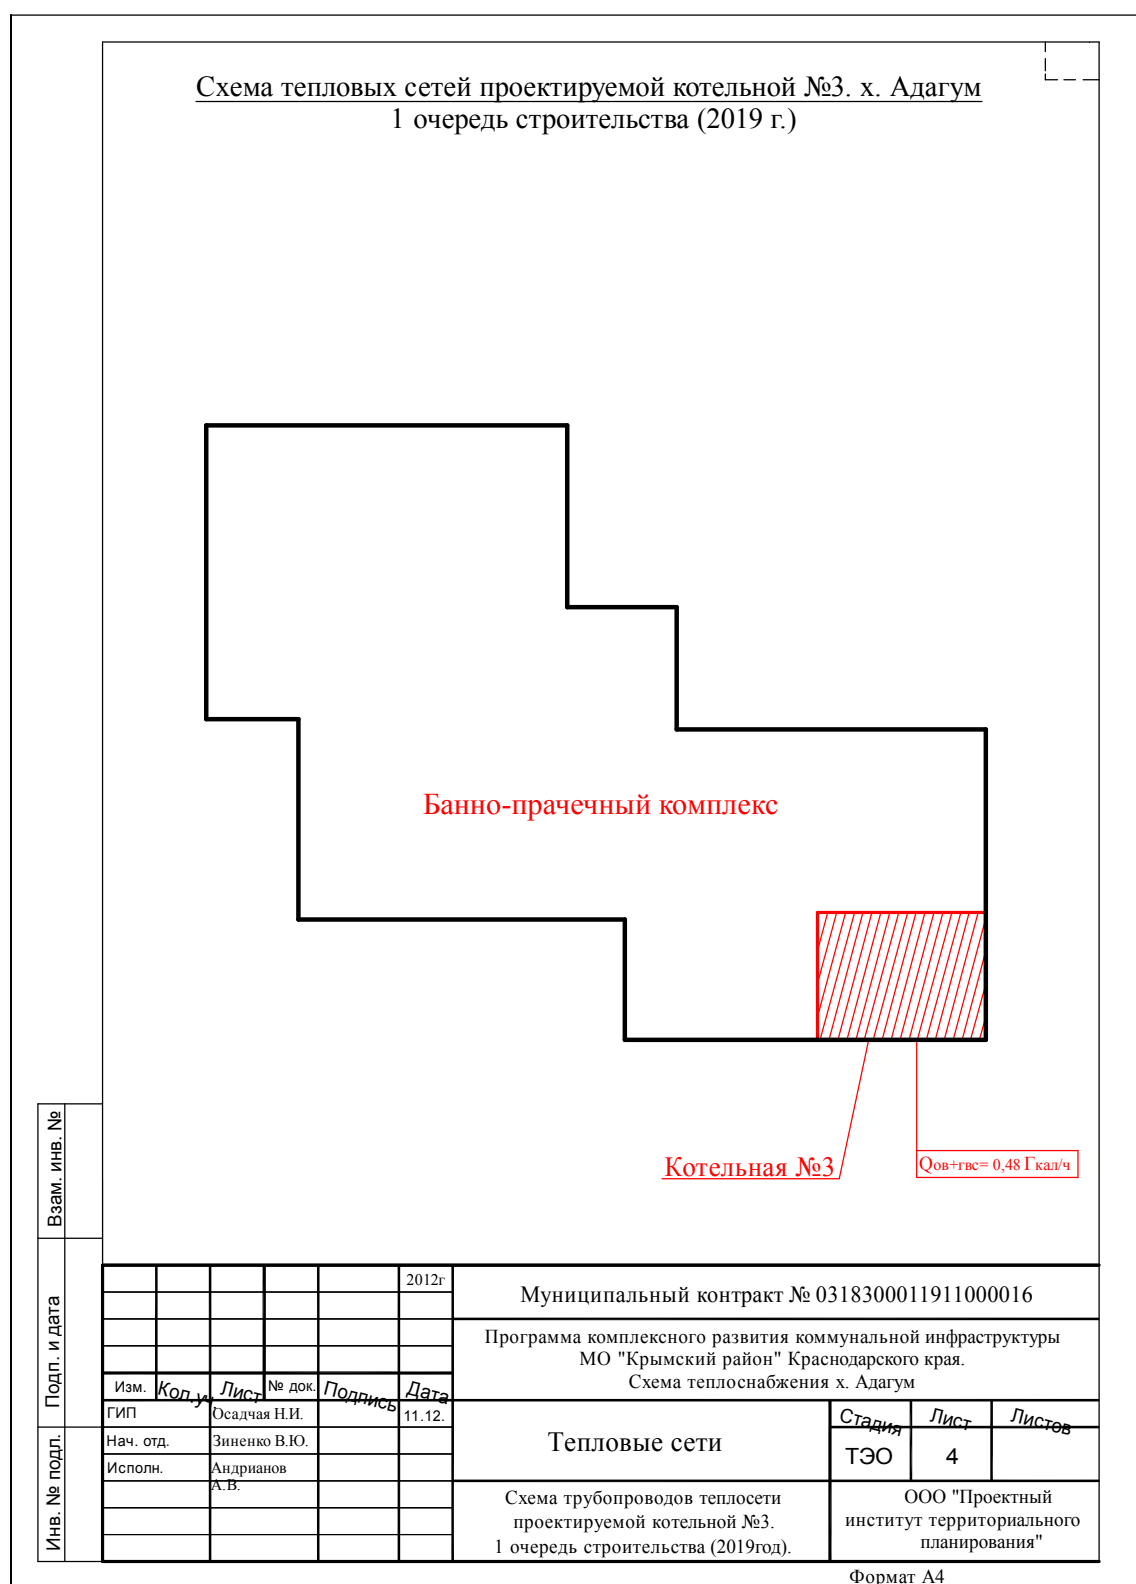 Схема тепловых сетей проектируемой котельной №3. х. Адагум
1 очередь строительства (2019 г.)
Банно-прачечный комплекс
Котельная №3
Qов+гвс= 0,48 Гкал/ч
Взам. инв. №
Подп. и дата
Инв. № подл.
2012г
Муниципальный контракт № 0318300011911000016
Программа комплексного развития коммунальной инфраструктуры
МО "Крымский район" Краснодарского края.
Схема теплоснабжения х. Адагум
Изм. Кол.уч Лист № док. Подпись Дата
ГИП Осадчая Н.И. 11.12.
Нач. отд. Зиненко В.Ю.
Исполн. Андрианов
А.В.
Тепловые сети
Стадия Лист Листов
ТЭО 4
Схема трубопроводов теплосети
проектируемой котельной №3.
1 очередь строительства (2019год).
ООО "Проектный
институт территориального
планирования"
Формат А4